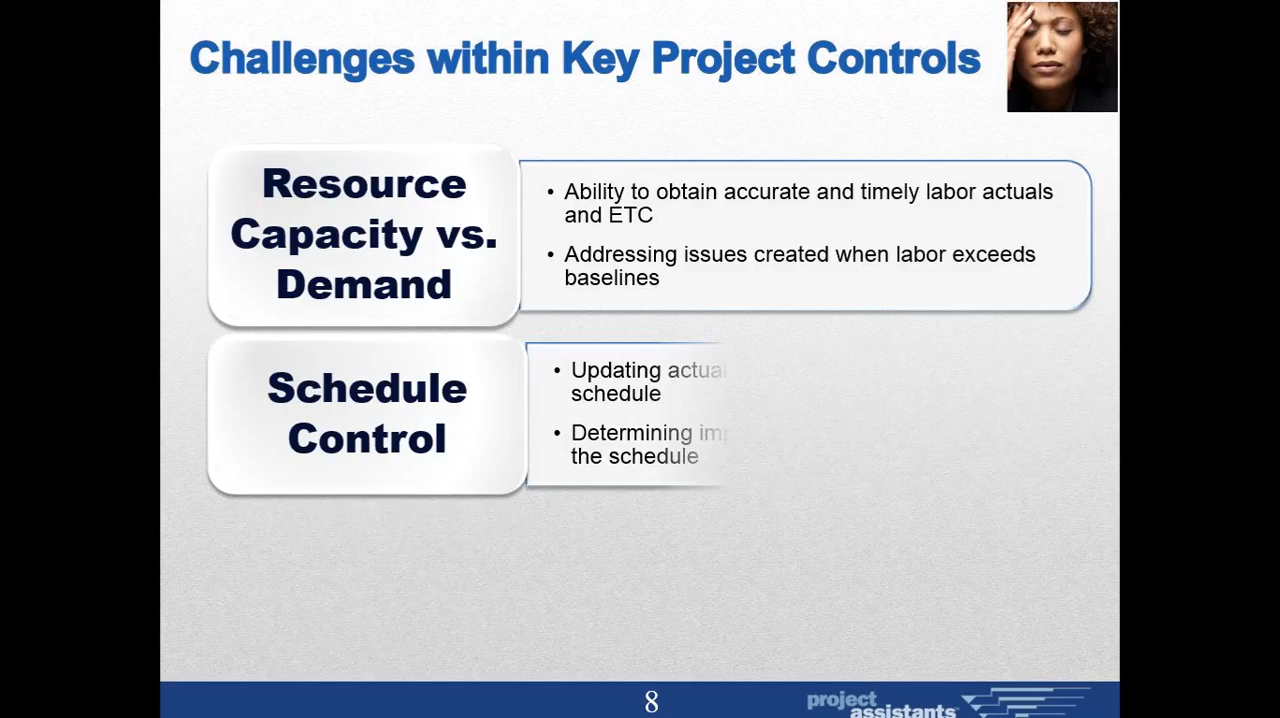 Challenges within Key Project Controls
Resource
Capacity vs.
Demand
• Ability to obtain accurate and timely labor actuals
and ETC
• Addressing issues created when labor exceeds
baselines
Schedule
Control
• Updating
schedule
• Determining
the schedule
8
project
assistants